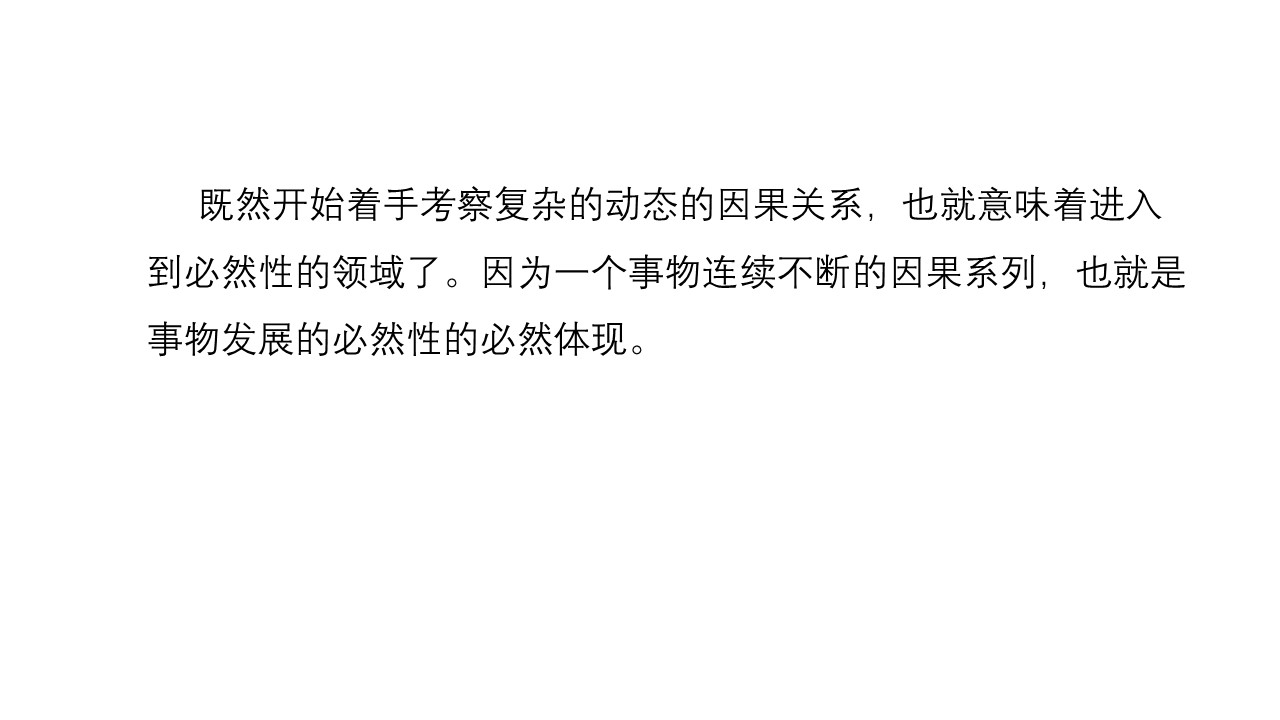 既然开始着手考察复杂的动态的因果关系，也就意味着进入
到必然性的领域了。因为一个事物连续不断的因果系列，也就是
事物发展的必然性的必然体现。